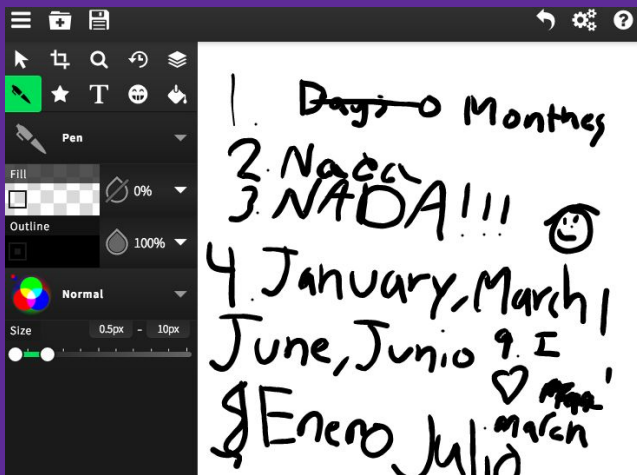 Pen
Fill
0%
Outline
100%
Normal
Size 0.5px - 10px
1. Days Monthes
2. Nada
3. NADA!!!
4. January, March,
June, Junio
Enero Julio
9. I
♡
march